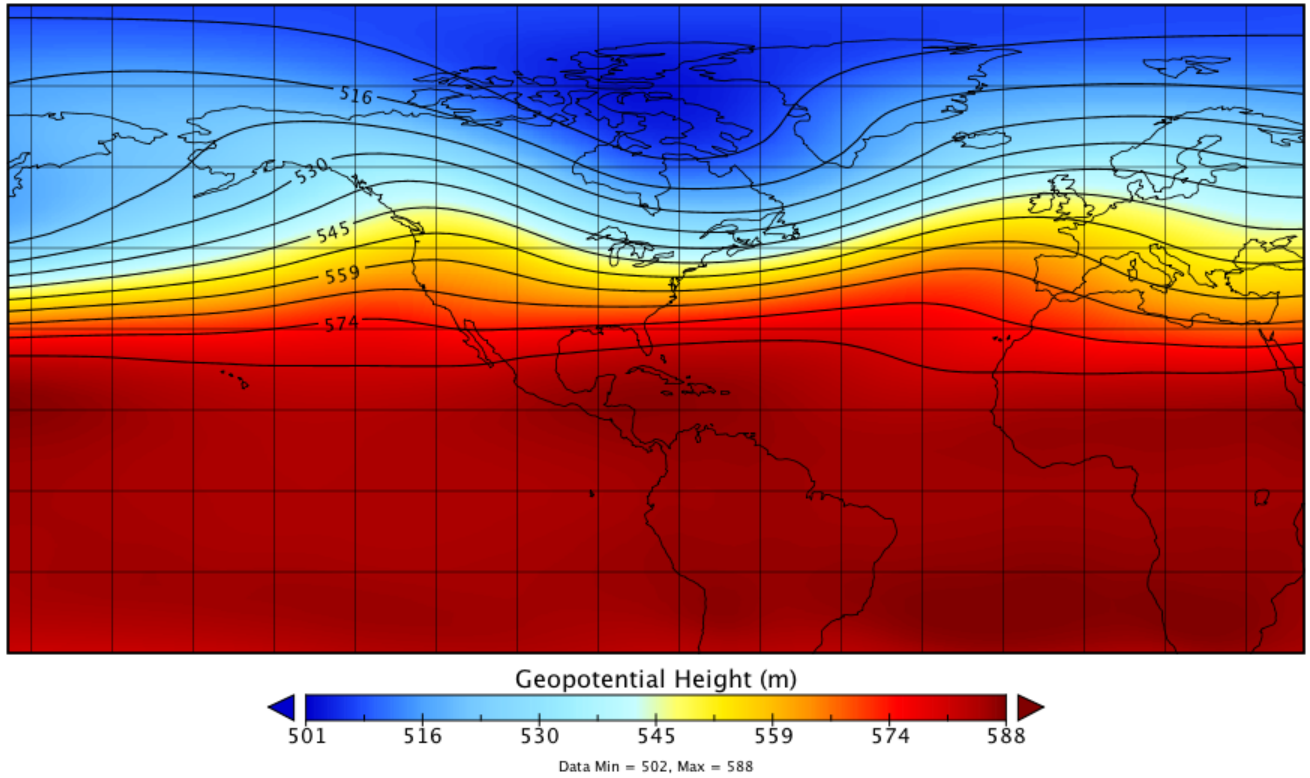 516
530
545
559
574
Geopotential Height (m)
501 516 530 545 559 574 588
Data Min = 502, Max = 588